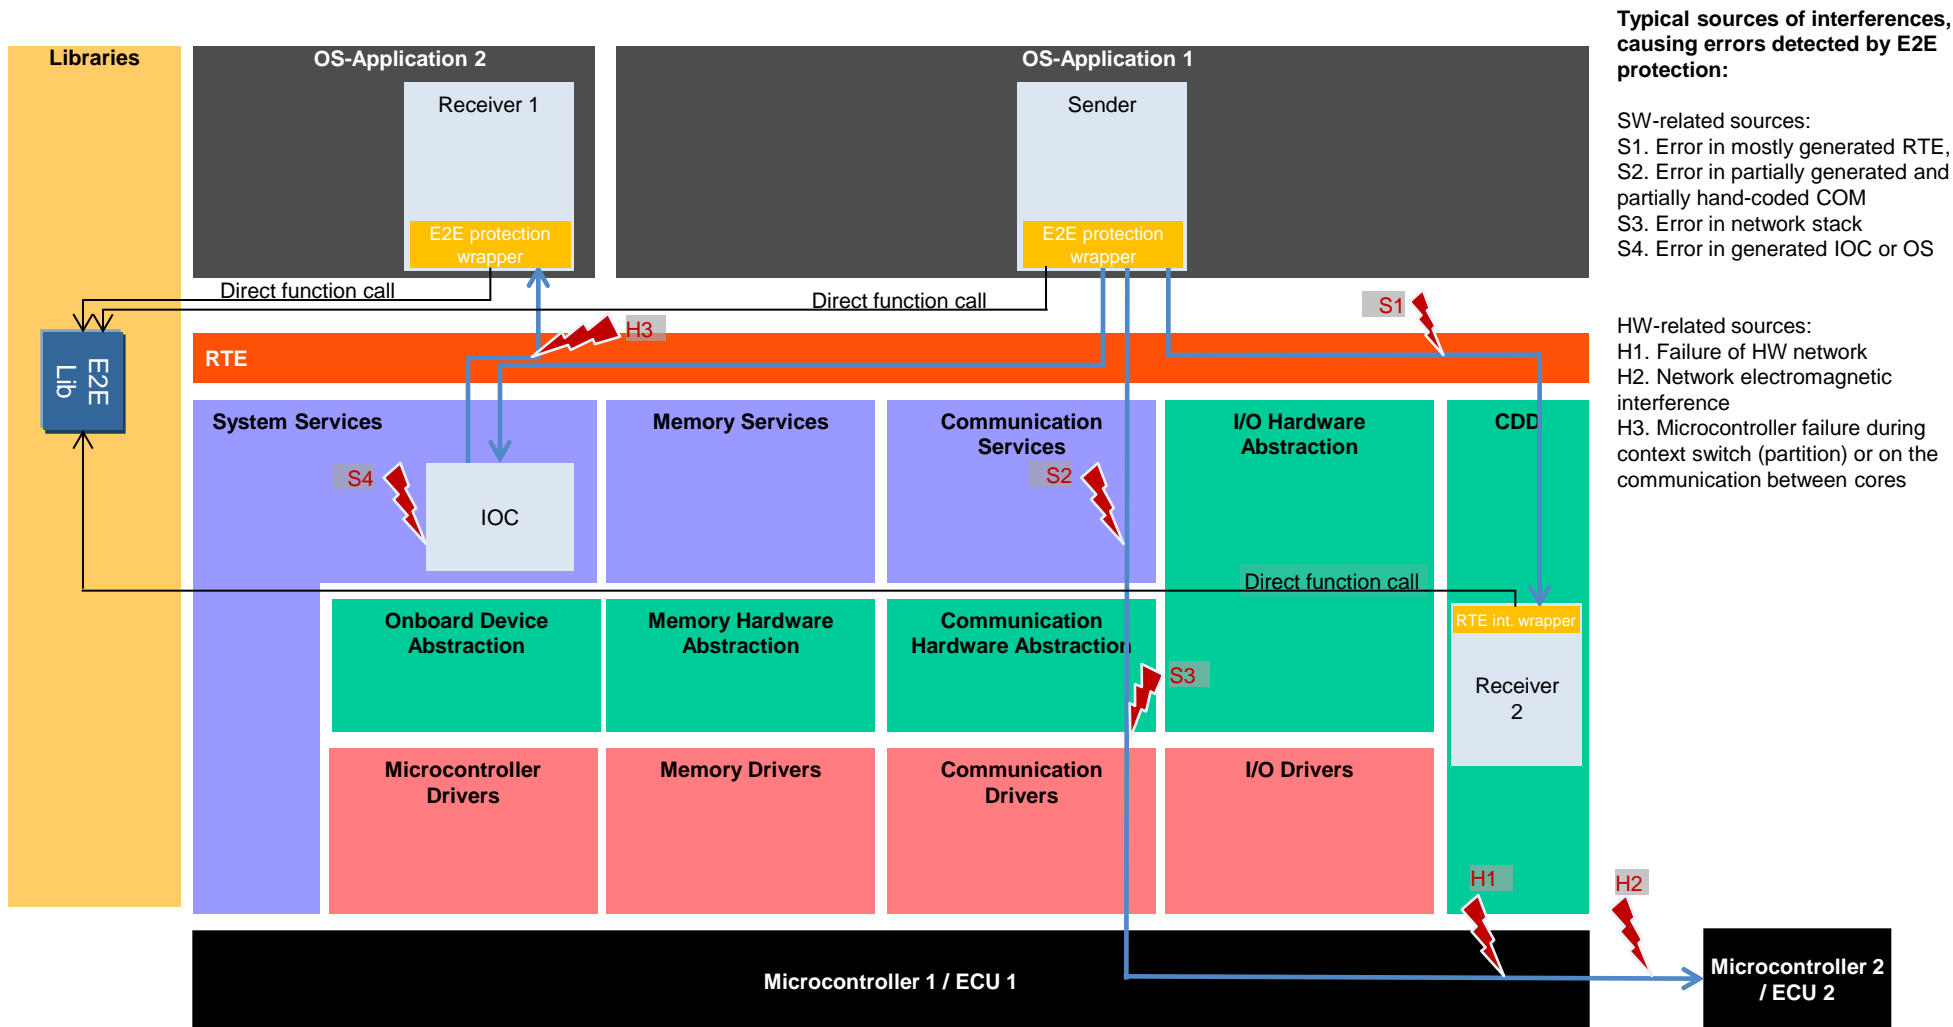 Libraries
OS-Application 2
OS-Application 1
Receiver 1
Sender
E2E protection
wrapper
E2E protection
wrapper
Direct function call
Direct function call
S1
H3
E2E
Lib
RTE
System Services
Memory Services
Communication
Services
I/O Hardware
Abstraction
CDD
S4
S2
IOC
Direct function call
Onboard Device
Abstraction
Memory Hardware
Abstraction
Communication
Hardware Abstraction
RTE int. wrapper
S3
Receiver
2
Microcontroller
Drivers
Memory Drivers
Communication
Drivers
I/O Drivers
H1
H2
Microcontroller 1 / ECU 1
Microcontroller 2
/ ECU 2
Typical sources of interferences,
causing errors detected by E2E
protection:
SW-related sources:
S1. Error in mostly generated RTE,
S2. Error in partially generated and
partially hand-coded COM
S3. Error in network stack
S4. Error in generated IOC or OS
HW-related sources:
H1. Failure of HW network
H2. Network electromagnetic
interference
H3. Microcontroller failure during
context switch (partition) or on the
communication between cores